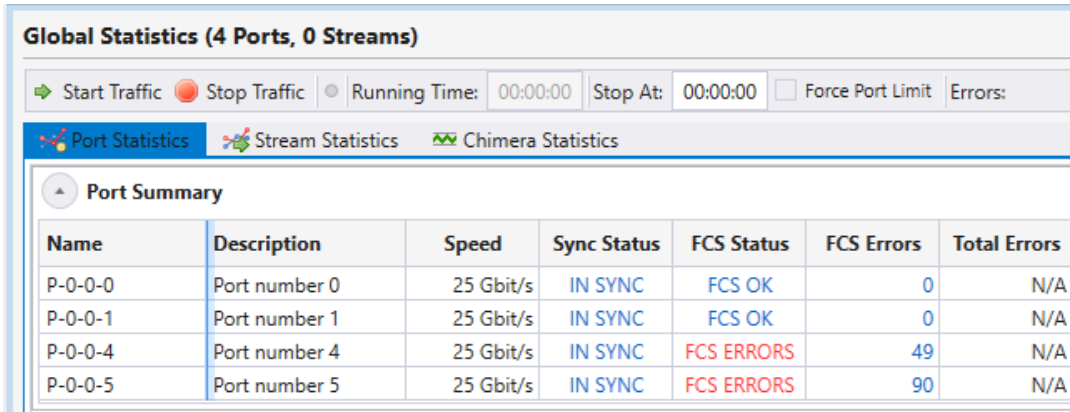 Global Statistics (4 Ports, 0 Streams)
Start Traffic Stop Traffic Running Time: 00:00:00 Stop At: 00:00:00 Force Port Limit Errors:
Port Statistics Stream Statistics Chimera Statistics
Port Summary
Name Description Speed Sync Status FCS Status FCS Errors Total Errors
P-0-0-0 Port number 0 25 Gbit/s IN SYNC FCS OK 0 N/A
P-0-0-1 Port number 1 25 Gbit/s IN SYNC FCS OK 0 N/A
P-0-0-4 Port number 4 25 Gbit/s IN SYNC FCS ERRORS 49 N/A
P-0-0-5 Port number 5 25 Gbit/s IN SYNC FCS ERRORS 90 N/A